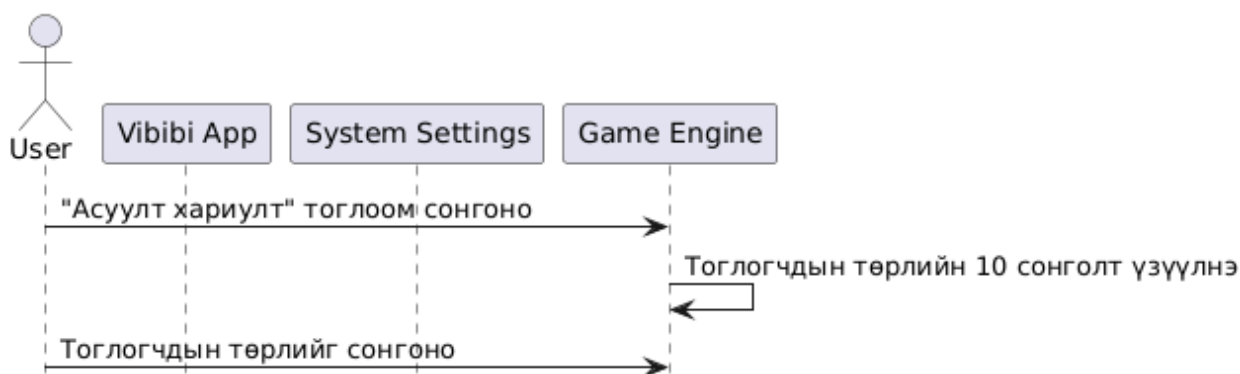 User
Vibibi App
System Settings
Game Engine
"Асуулт хариулт" тоглоом сонгоно
Тоглогчдын төрлийн 10 сонголт үзүүлнэ
Тоглогчдын төрлийг сонгоно